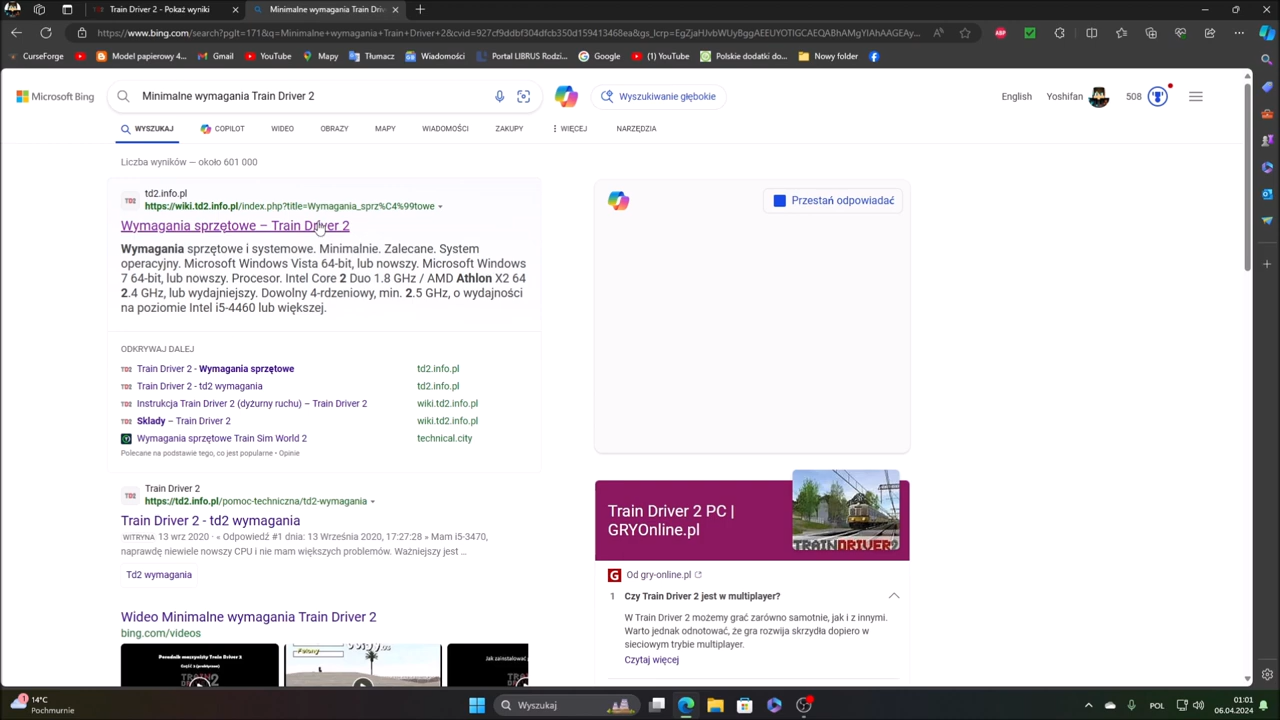 Train Driver 2 - Pokaż wyniki
Minimalne wymagania Train Driv
https://www.bing.com/search?pglt=171&q=Minimalne+wymagania+Train+Driver+2&cvid=927cf9ddbf304dfcb350d159413468ea&gs_lcrp=EgZjaHJvbWUyBggAEEUYOTIGCAEQABhAMgYIAhAAGEAy...
CurseForge
Model papierowy 4...
Gmail
YouTube
Mapy
Tłumacz
Wiadomości
Portal LIBRUS Rodzi...
Google
(1) YouTube
Polskie dodatki do...
Nowy folder
Microsoft Bing
Minimalne wymagania Train Driver 2
Wyszukiwanie głębokie
English
Yoshifan
508
WYSZUKAJ
COPILOT
WIDEO
OBRAZY
MAPY
WIADOMOŚCI
ZAKUPY
WIĘCEJ
NARZĘDZIA
Liczba wyników — około 601 000
td2.info.pl
https://wiki.td2.info.pl/index.php?title=Wymagania_sprz%C4%99towe
Wymagania sprzętowe – Train Driver 2
Wymagania sprzętowe i systemowe. Minimalnie. Zalecane. System
operacyjny. Microsoft Windows Vista 64-bit, lub nowszy. Microsoft Windows
7 64-bit, lub nowszy. Procesor. Intel Core 2 Duo 1.8 GHz / AMD Athlon X2 64
2.4 GHz, lub wydajniejszy. Dowolny 4-rdzeniowy, min. 2.5 GHz, o wydajności
na poziomie Intel i5-4460 lub większej.
ODKRYWAJ DALEJ
Train Driver 2 - Wymagania sprzętowe td2.info.pl
Train Driver 2 - td2 wymagania td2.info.pl
Instrukcja Train Driver 2 (dyżurny ruchu) – Train Driver 2 wiki.td2.info.pl
Składy – Train Driver 2 wiki.td2.info.pl
Wymagania sprzętowe Train Sim World 2 technical.city
Polecane na podstawie tego, co jest popularne • Opinie
Train Driver 2
https://td2.info.pl/pomoc-techniczna/td2-wymagania
Train Driver 2 - td2 wymagania
WITRYNA 13 wrz 2020 · « Odpowiedź #1 dnia: 13 Września 2020, 17:27:28 » Mam i5-3470,
naprawdę niewiele nowszy CPU i nie mam większych problemów. Ważniejszy jest ...
Td2 wymagania
Wideo Minimalne wymagania Train Driver 2
bing.com/videos
Poradnik maszynisty Train Driver 2
Przestań odpowiadać
Train Driver 2 PC |
GRYOnline.pl
TRAIN DRIVER2
Od gry-online.pl
1 Czy Train Driver 2 jest w multiplayer?
W Train Driver 2 możemy grać zarówno samotnie, jak i z innymi.
Warto jednak odnotować, że gra rozwija skrzydła dopiero w
sieciowym trybie multiplayer.
Czytaj więcej
14°C
Pochmurnie
Wyszukaj
POL
01:01
06.04.2024